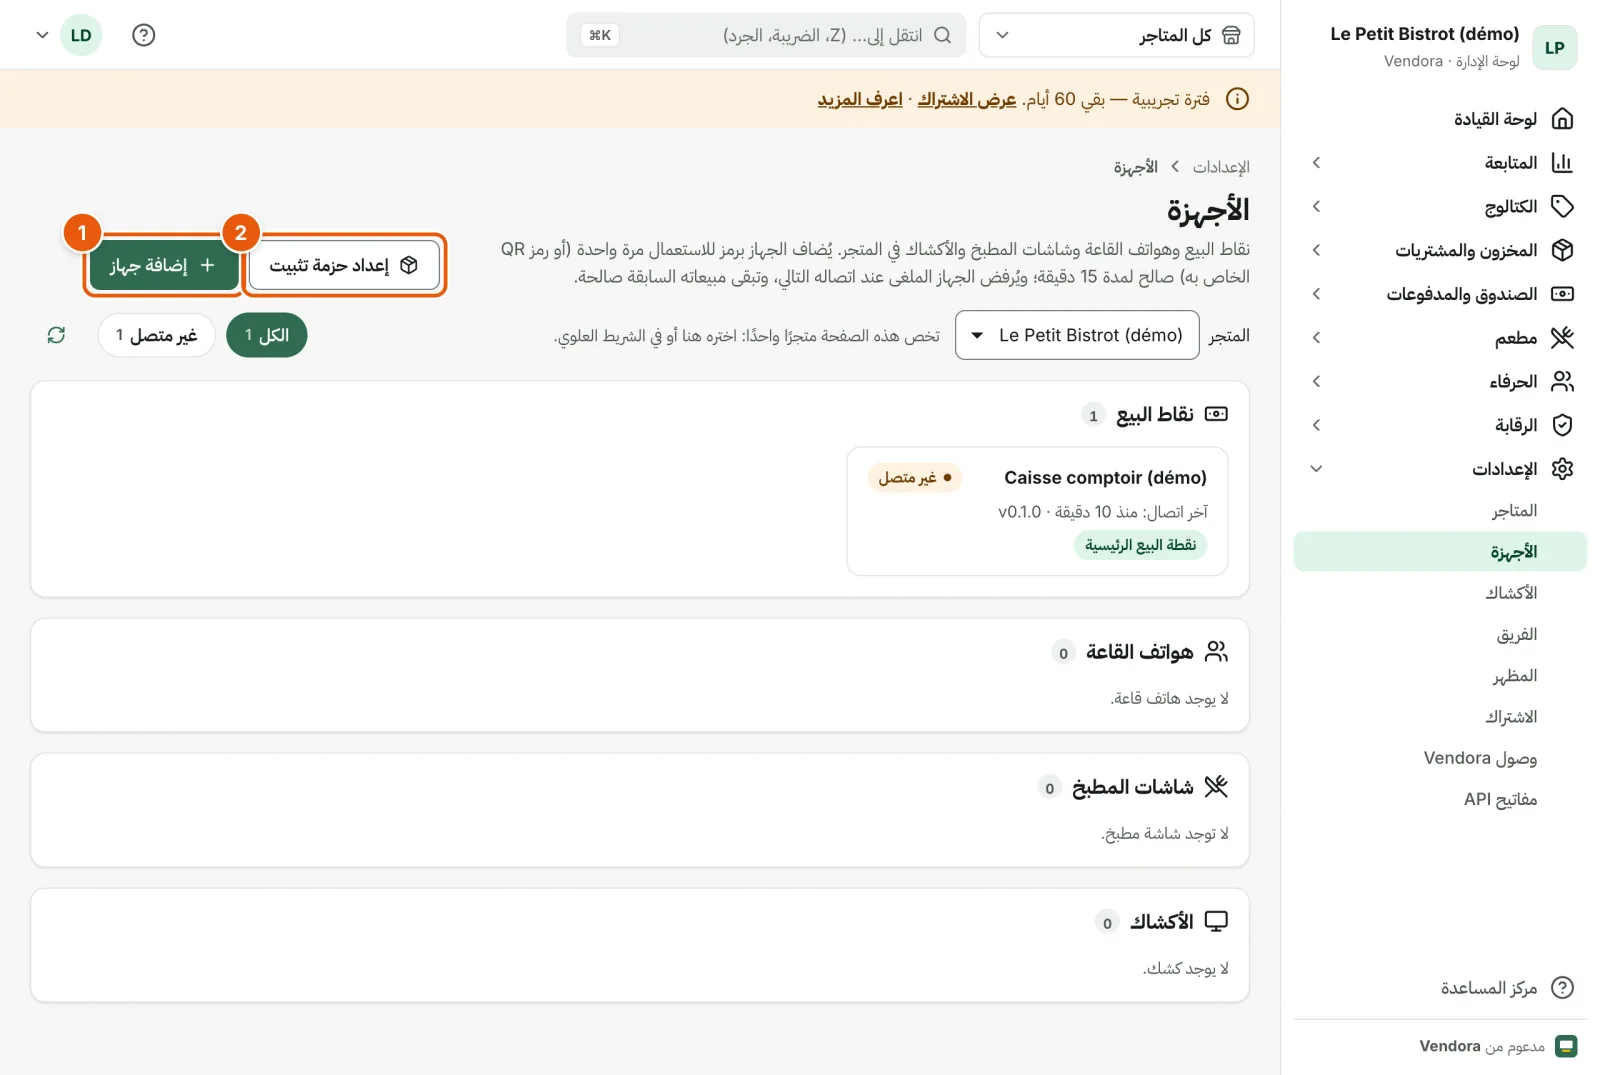 LP
Le Petit Bistrot (démo)
لوحة الإدارة · Vendora
كل المتاجر
انتقل إلى... (Z، الضريبة، الجرد)
⌘K
LD
فترة تجريبية — بقي 60 أيام. عرض الاشتراك · اعرف المزيد
لوحة القيادة
المتابعة
الكتالوج
المخزون والمشتريات
الصندوق والمدفوعات
مطعم
الحرفاء
الرقابة
الإعدادات
المتاجر
الأجهزة
الأكشاك
الفريق
المظهر
الاشتراك
وصول Vendora
مفاتيح API
مركز المساعدة
مدعوم من Vendora
الإعدادات
الأجهزة
الأجهزة
نقاط البيع وهواتف القاعة وشاشات المطبخ والأكشاك في المتجر. يُضاف الجهاز برمز للاستعمال مرة واحدة (أو رمز QR
الخاص به) صالح لمدة 15 دقيقة؛ ويُرفض الجهاز الملغى عند اتصاله التالي، وتبقى مبيعاته السابقة صالحة.
2
إعداد حزمة تثبيت
1
إضافة جهاز
المتجر
Le Petit Bistrot (démo)
تخص هذه الصفحة متجرًا واحدًا: اختره هنا أو في الشريط العلوي.
الكل 1
غير متصل 1
نقاط البيع 1
Caisse comptoir (démo)
غير متصل
آخر اتصال: منذ 10 دقيقة · v0.1.0
نقطة البيع الرئيسية
هواتف القاعة 0
لا يوجد هاتف قاعة.
شاشات المطبخ 0
لا توجد شاشة مطبخ.
الأكشاك 0
لا يوجد كشك.